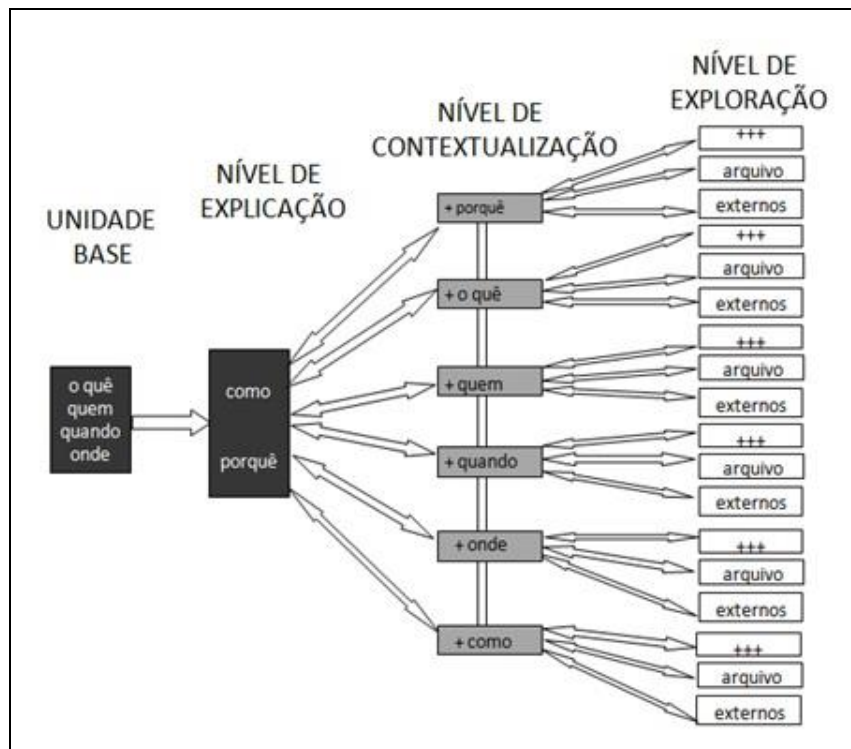 UNIDADE
BASE
o quê
quem
quando
onde
NÍVEL DE
EXPLICAÇÃO
como
porquê
NÍVEL DE
CONTEXTUALIZAÇÃO
+ porquê
+ o quê
+ quem
+ quando
+ onde
+ como
NÍVEL DE
EXPLORAÇÃO
+++
arquivo
externos
+++
arquivo
externos
+++
arquivo
externos
+++
arquivo
externos
+++
arquivo
externos
+++
arquivo
externos